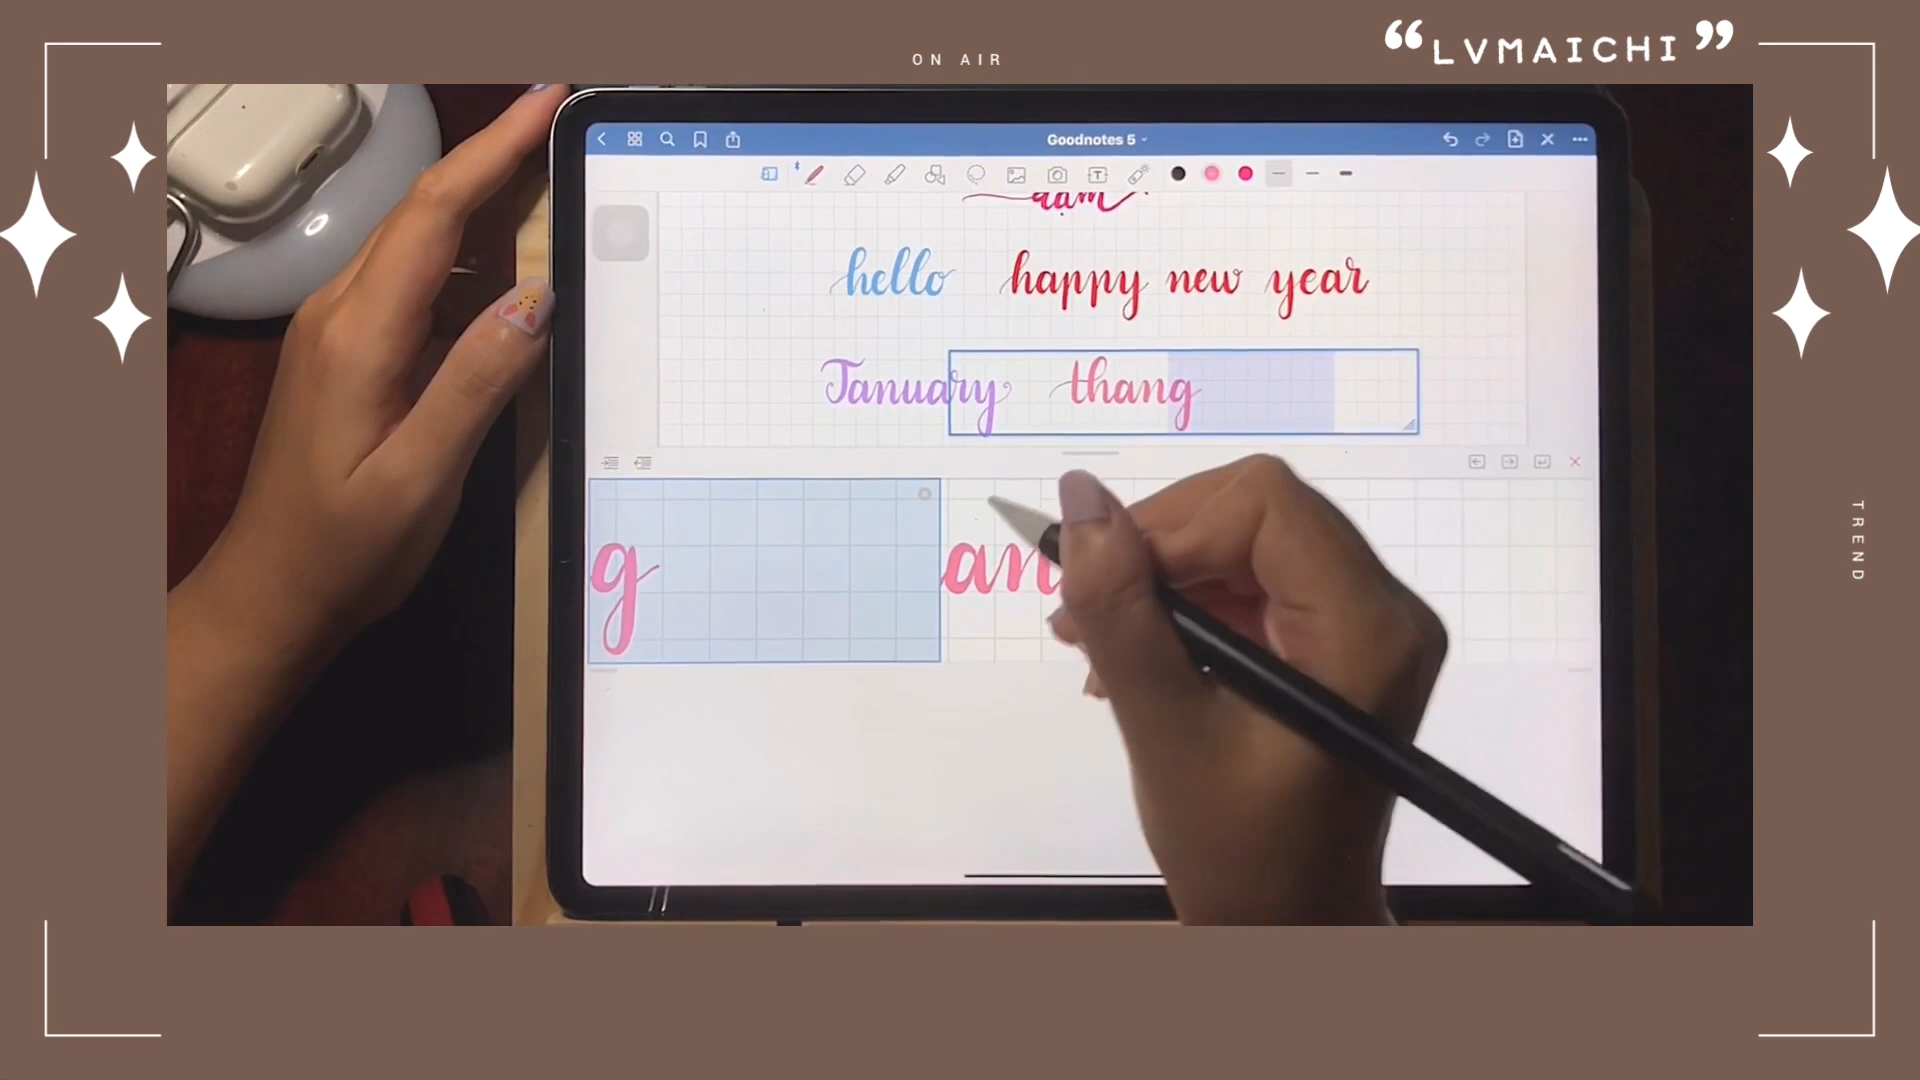 ON AIR
“LVMAICHI”
Goodnotes 5
hello happy new year
January thang
g an
TREND